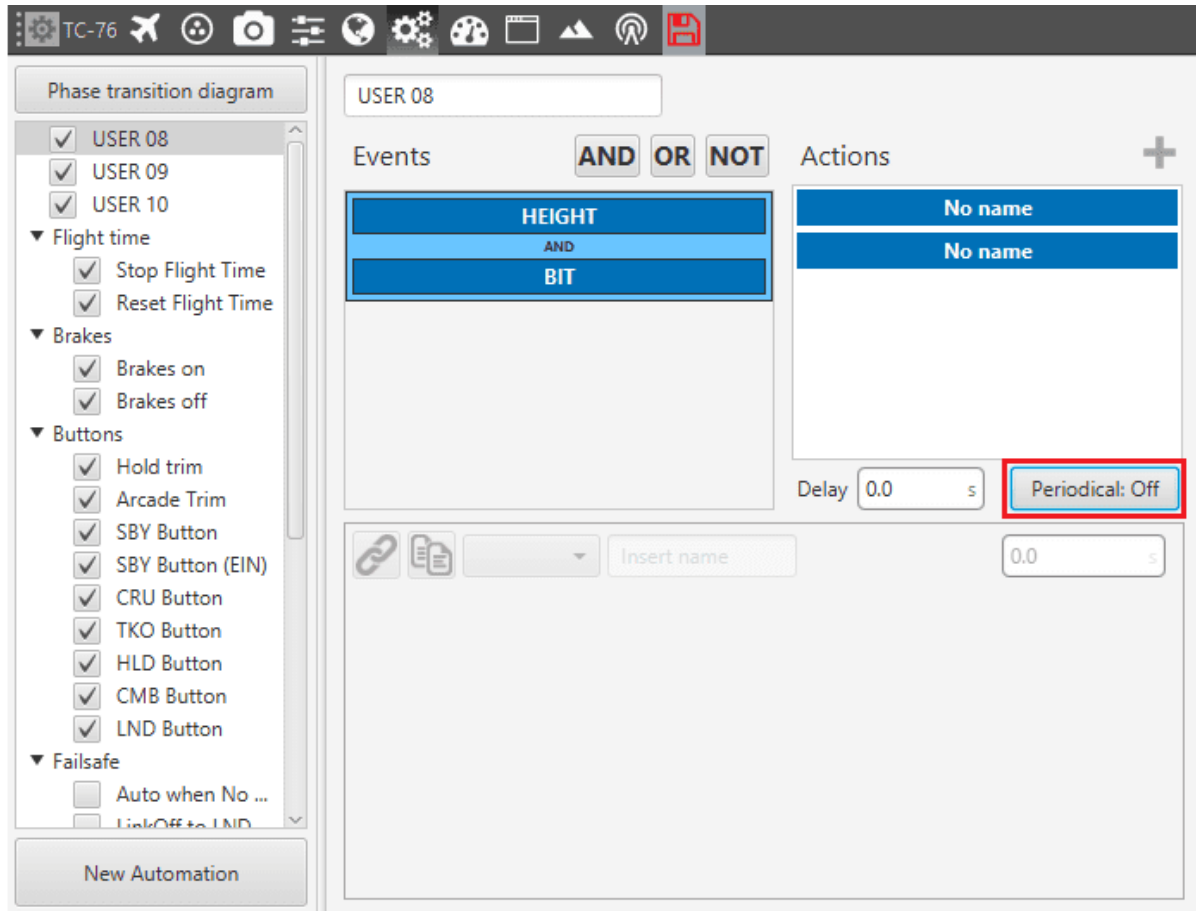 TC-76
Phase transition diagram
USER 08
USER 09
USER 10
Flight time
Stop Flight Time
Reset Flight Time
Brakes
Brakes on
Brakes off
Buttons
Hold trim
Arcade Trim
SBY Button
SBY Button (EIN)
CRU Button
TKO Button
HLD Button
CMB Button
LND Button
Failsafe
Auto when No ...
LinkOff to LND
New Automation
USER 08
Events AND OR NOT
HEIGHT
AND
BIT
Actions
No name
No name
Delay 0.0 s Periodical: Off
Insert name 0.0 s